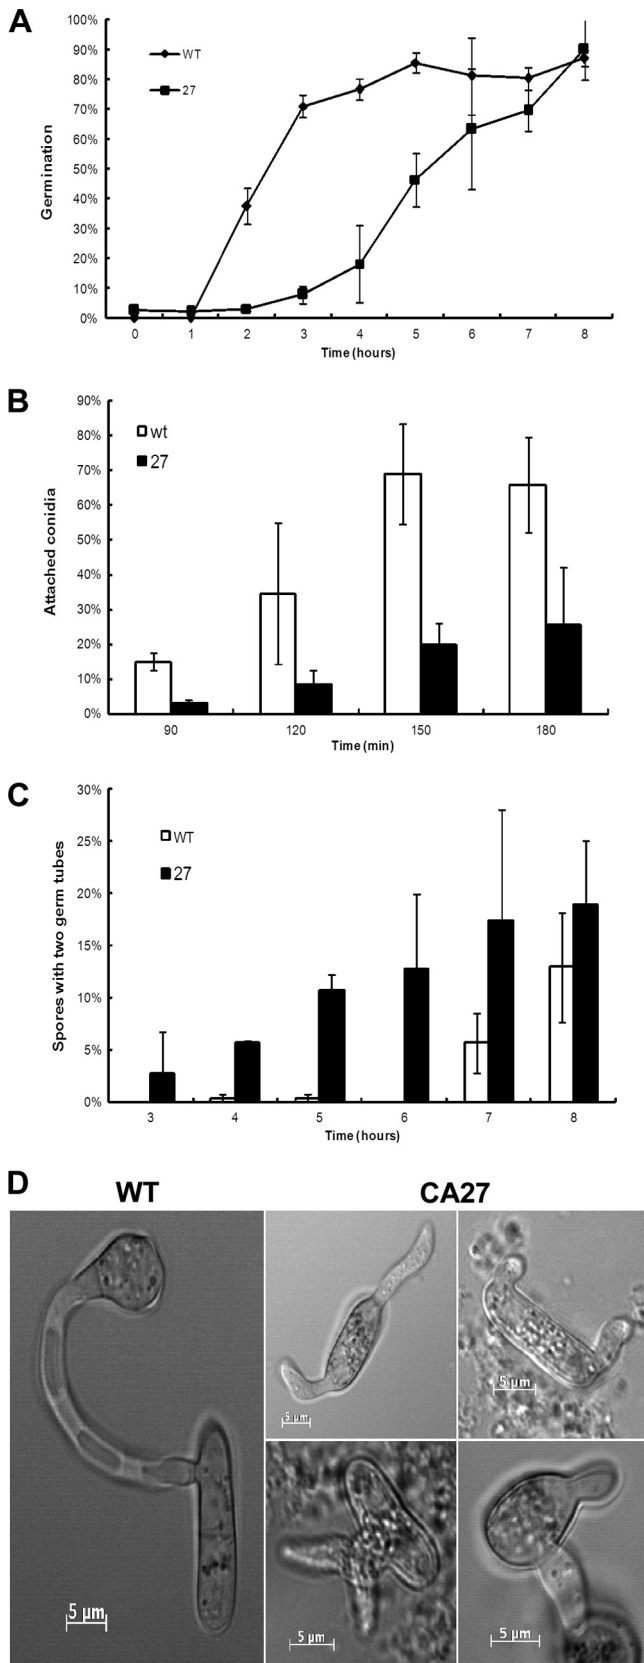 A
100%
90%
80%
70%
60%
50%
40%
30%
20%
10%
0%
WT
27
Germination
0 1 2 3 4 5 6 7 8
Time (hours)
B
90%
80%
70%
60%
50%
40%
30%
20%
10%
0%
wt
27
Attached conidia
90 120 150 180
Time (min)
C
30%
25%
20%
15%
10%
5%
0%
WT
27
Spores with two germ tubes
3 4 5 6 7 8
Time (hours)
D
WT CA27
5 µm
5 µm
5 µm
5 µm
5 µm